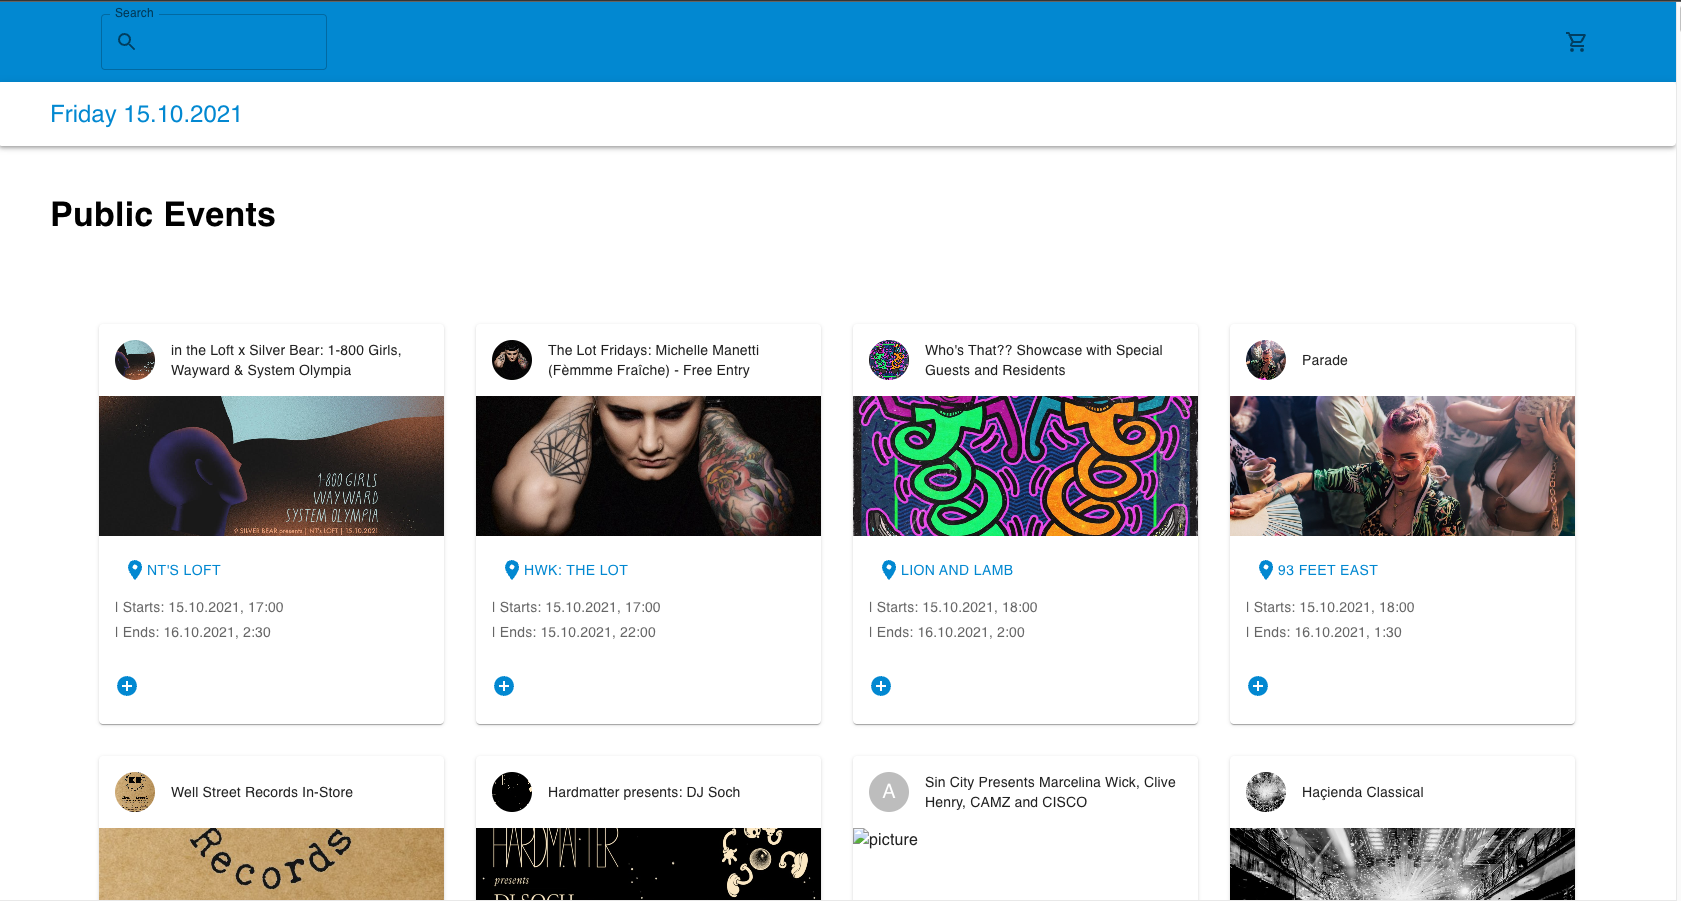 Search
Friday 15.10.2021
Public Events
in the Loft x Silver Bear: 1-800 Girls,
Wayward & System Olympia
The Lot Fridays: Michelle Manetti
(Fèmmme Fraîche) - Free Entry
Who's That?? Showcase with Special
Guests and Residents
Parade
1-800 GIRLS
WAYWARD
SYSTEM OLYMPIA
SILVER BEAR presents | NT's LOFT | 15.10.2021
NT'S LOFT
HWK: THE LOT
LION AND LAMB
93 FEET EAST
| Starts: 15.10.2021, 17:00
| Starts: 15.10.2021, 17:00
| Starts: 15.10.2021, 18:00
| Starts: 15.10.2021, 18:00
| Ends: 16.10.2021, 2:30
| Ends: 15.10.2021, 22:00
| Ends: 16.10.2021, 2:00
| Ends: 16.10.2021, 1:30
Well Street Records In-Store
Hardmatter presents: DJ Soch
A
Sin City Presents Marcelina Wick, Clive
Henry, CAMZ and CISCO
Haçienda Classical
Records
HARDMATTER
presents
DJ SOCH
picture